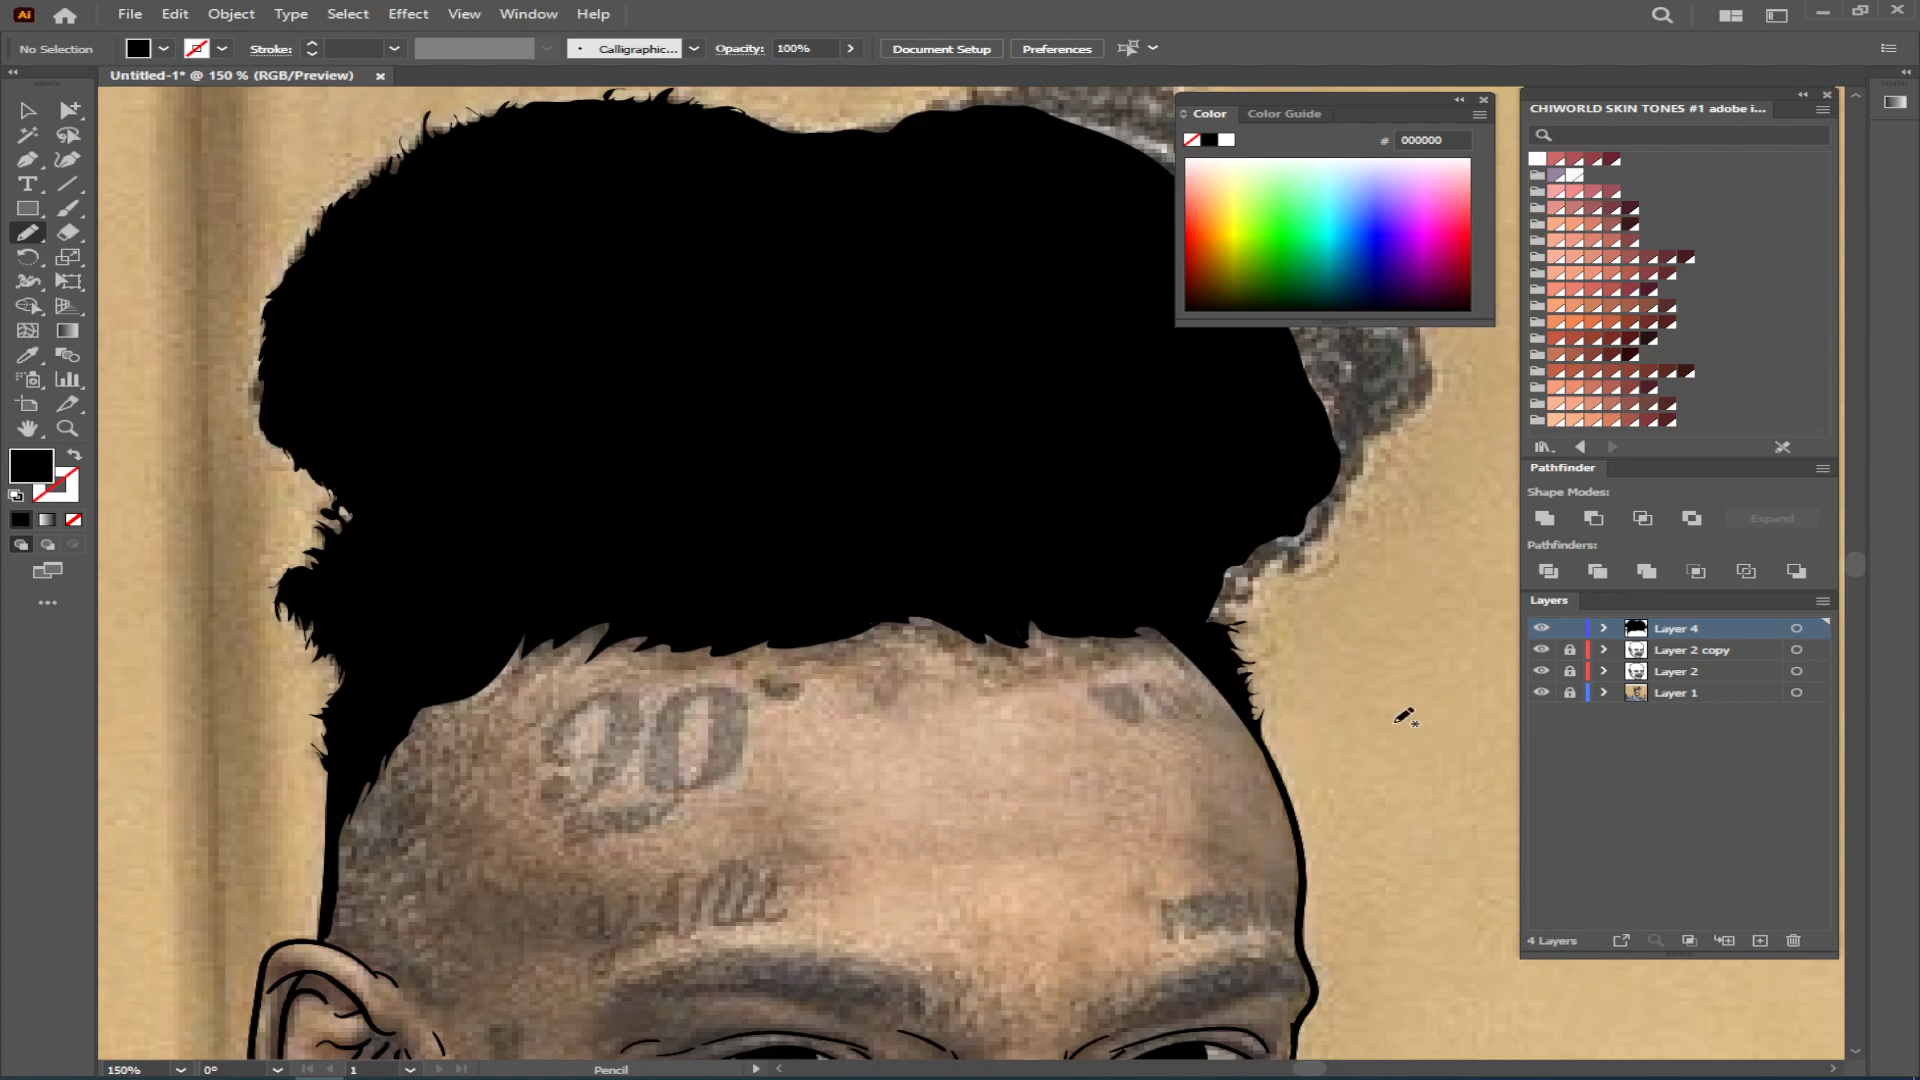 Ai File Edit Object Type Select Effect View Window Help
No Selection Stroke: Calligraphic... Opacity: 100% Document Setup Preferences
Untitled-1* @ 150 % (RGB/Preview)
Color Color Guide
# 000000
CHIWORLD SKIN TONES #1 adobe i...
Pathfinder
Shape Modes:
Expand
Pathfinders:
Layers
Layer 4
Layer 2 copy
Layer 2
Layer 1
4 Layers
150% 0° 1 Pencil